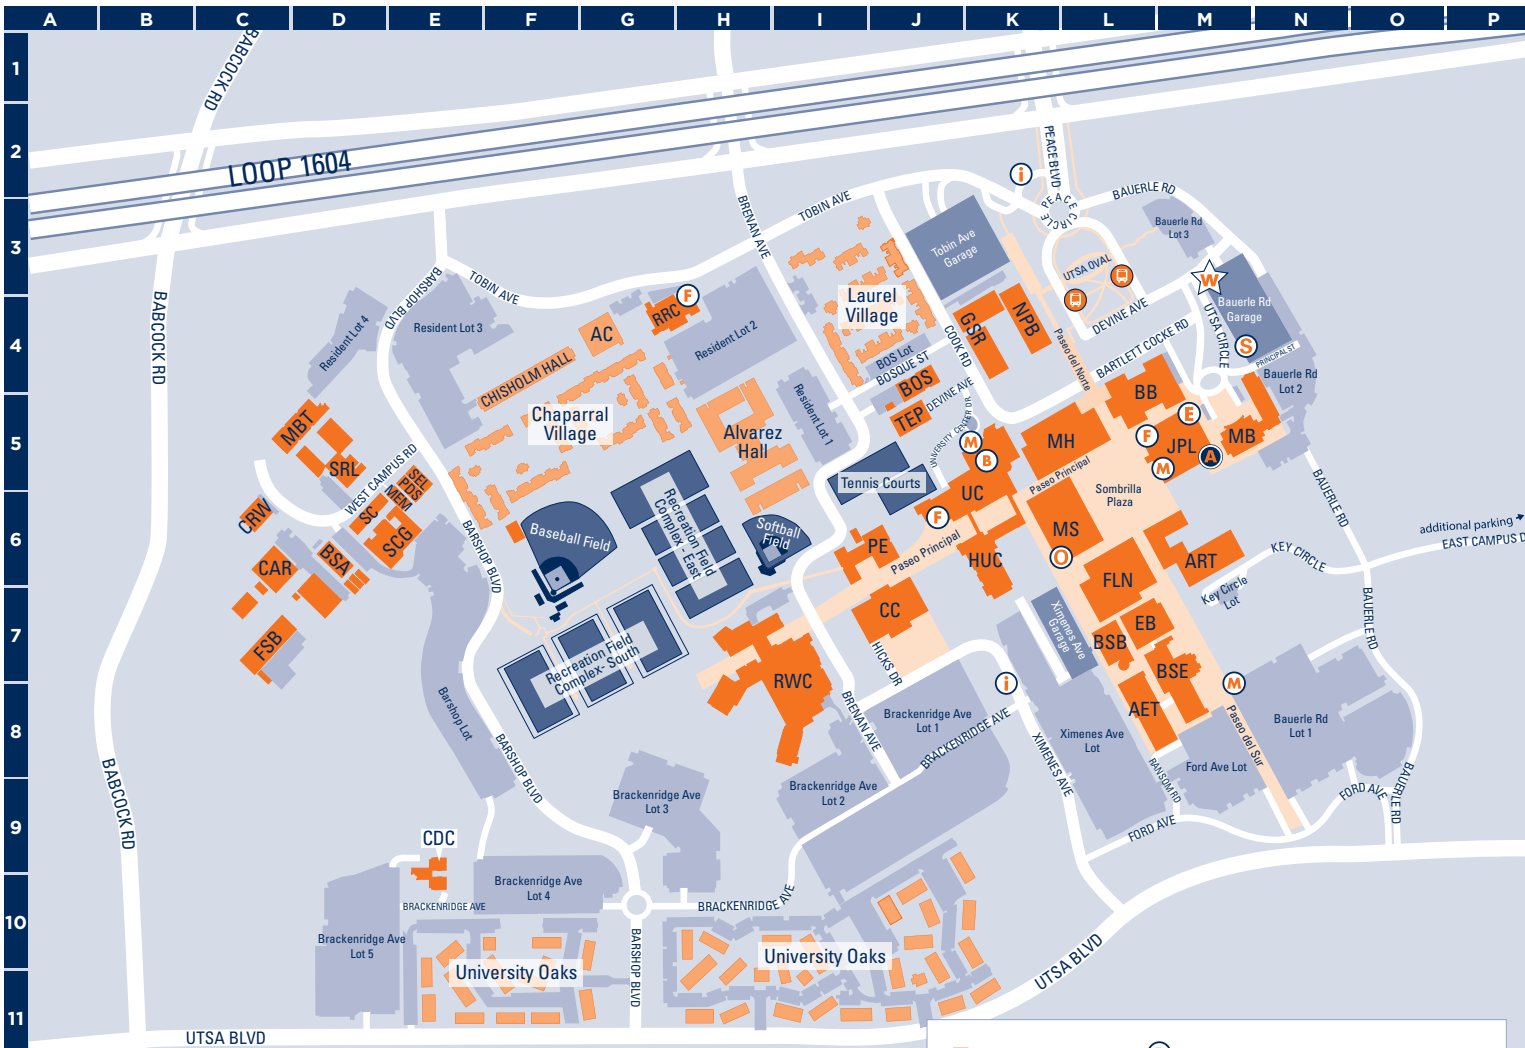 A B C D E F G H I J K L M N O P
1
2
3
4
5
6
7
8
9
10
11
BABCOCK RD
BABCOCK RD
BABCOCK RD
BABCOCK RD
LOOP 1604
PEACE BLVD
i
PEACE CIRCLE PEACE
BAUERLE RD
Bauerle Rd
Lot 3
TOBIN AVE
BRENAN AVE
Tobin Ave
Garage
UTSA OVAL
W
Bauerle Rd
Garage
UTSA CIRCLE
DEVINE AVE
BARTLETT COCKE RD
S
PRINCIPAL ST
Bauerle Rd
Lot 2
BARSHOP BLVD
TOBIN AVE
Resident Lot 4
Resident Lot 3
F
RRC
AC
Resident Lot 2
CHISHOLM HALL
Chaparral
Village
Laurel
Village
BOS Lot
BOSQUE ST
COOK RD
GSR
NPB
Paseo del Norte
BOS
DEVINE AVE
TEP
UNIVERSITY CENTER DR
Resident Lot 1
Alvarez
Hall
BB
E
F
JPL
M
A
MB
MH
Paseo Principal
M
B
UC
Sombrilla
Plaza
MBT
SRL
WEST CAMPUS RD
SEL
PDS
MEM
SC
SCG
CRW
BSA
CAR
FSB
BARSHOP BLVD
Baseball Field
Recreation Field
Complex - East
Softball
Field
Tennis Courts
F
PE
Paseo Principal
HUC
MS
O
ART
FLN
KEY CIRCLE
Key Circle
Lot
BAUERLE RD
additional parking
EAST CAMPUS D
BAUERLE RD
CC
HICKS DR
Ximenes Ave
Garage
EB
BSB
BSE
AET
M
Paseo del Sur
Recreation Field
Complex- South
RWC
BRENAN AVE
i
Brackenridge Ave
Lot 1
BRACKENRIDGE AVE
XIMENES AVE
Ximenes Ave
Lot
RANSOM RD
Ford Ave Lot
Bauerle Rd
Lot 1
FORD AVE
FORD AVE
BAUERLE RD
Barshop Lot
BARSHOP BLVD
Brackenridge Ave
Lot 3
Brackenridge Ave
Lot 2
CDC
Brackenridge Ave
Lot 4
BRACKENRIDGE AVE
BRACKENRIDGE AVE
Brackenridge Ave
Lot 5
BARSHOP BLVD
University Oaks
University Oaks
UTSA BLVD
UTSA BLVD